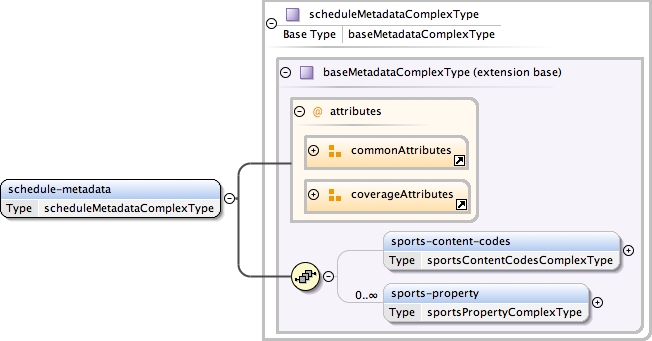 scheduleMetadataComplexType
Base Type baseMetadataComplexType
baseMetadataComplexType (extension base)
@ attributes
commonAttributes
coverageAttributes
schedule-metadata
Type scheduleMetadataComplexType
sports-content-codes
Type sportsContentCodesComplexType
0..∞
sports-property
Type sportsPropertyComplexType